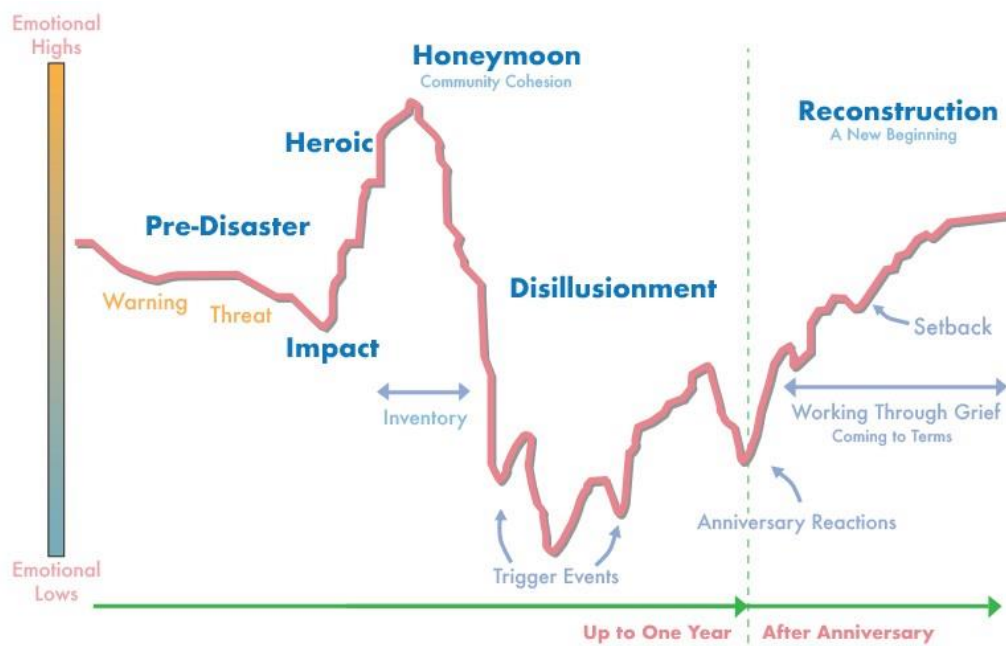 Emotional
Highs
Honeymoon
Community Cohesion
Reconstruction
A New Beginning
Heroic
Pre-Disaster
Disillusionment
Warning
Threat
Setback
Impact
Inventory
Working Through Grief
Coming to Terms
Anniversary Reactions
Trigger Events
Emotional
Lows
Up to One Year
After Anniversary